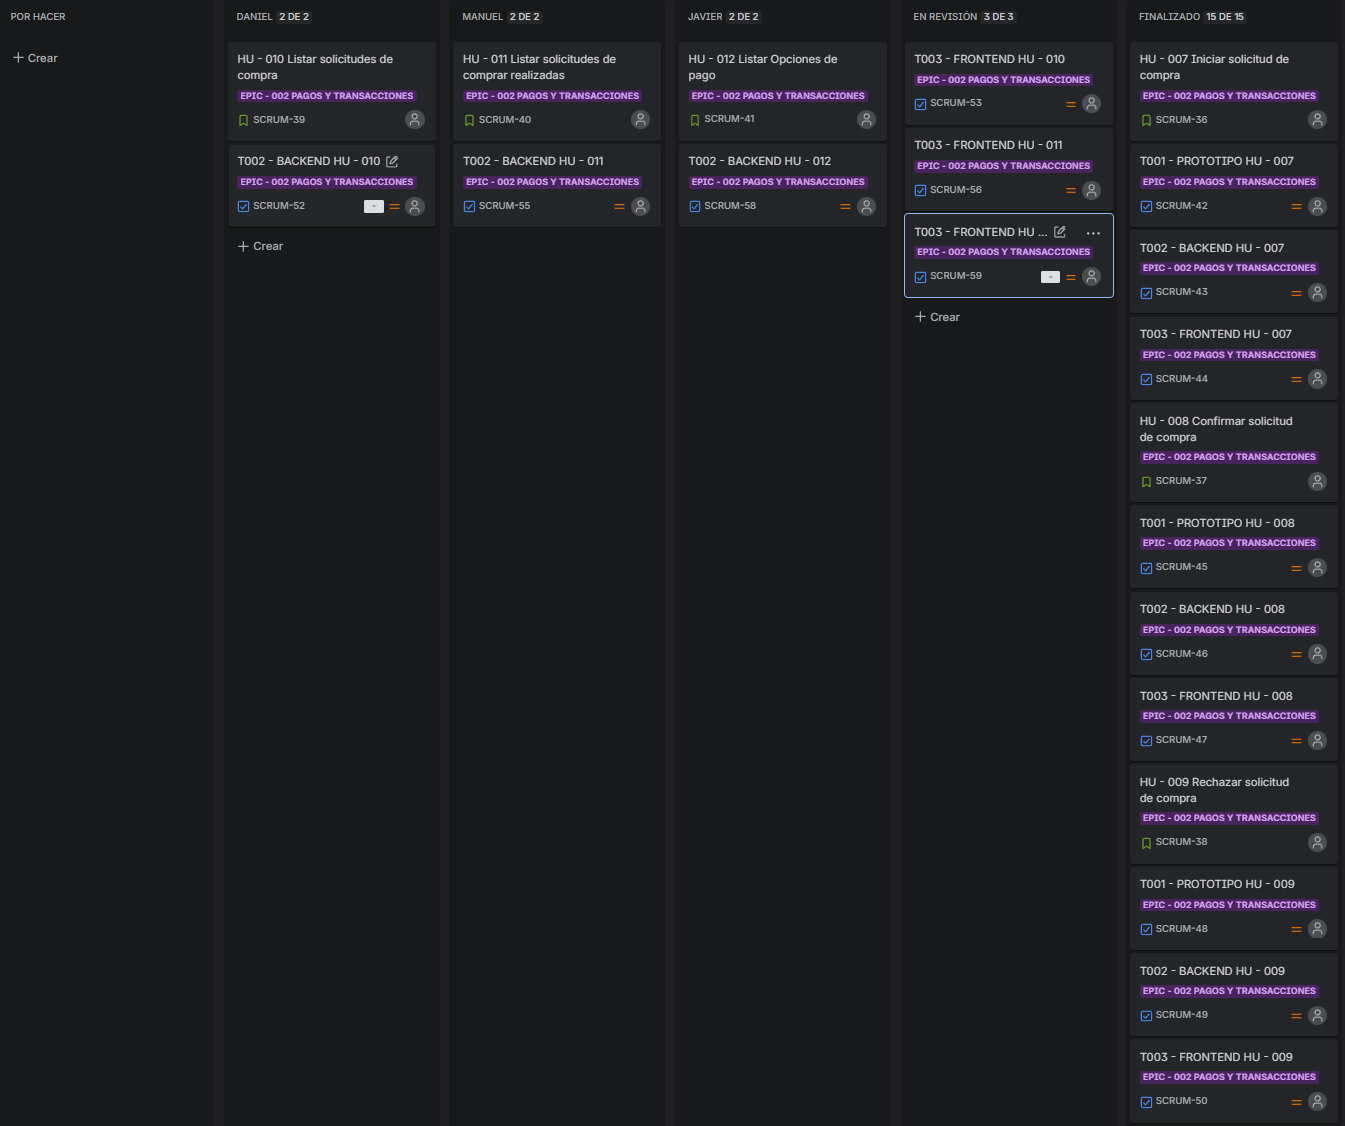 POR HACER
+ Crear
DANIEL 2 DE 2
HU - 010 Listar solicitudes de
compra
EPIC - 002 PAGOS Y TRANSACCIONES
SCRUM-39
T002 - BACKEND HU - 010
EPIC - 002 PAGOS Y TRANSACCIONES
SCRUM-52 -
+ Crear
MANUEL 2 DE 2
HU - 011 Listar solicitudes de
comprar realizadas
EPIC - 002 PAGOS Y TRANSACCIONES
SCRUM-40
T002 - BACKEND HU - 011
EPIC - 002 PAGOS Y TRANSACCIONES
SCRUM-55
JAVIER 2 DE 2
HU - 012 Listar Opciones de
pago
EPIC - 002 PAGOS Y TRANSACCIONES
SCRUM-41
T002 - BACKEND HU - 012
EPIC - 002 PAGOS Y TRANSACCIONES
SCRUM-58
EN REVISIÓN 3 DE 3
T003 - FRONTEND HU - 010
EPIC - 002 PAGOS Y TRANSACCIONES
SCRUM-53
T003 - FRONTEND HU - 011
EPIC - 002 PAGOS Y TRANSACCIONES
SCRUM-56
T003 - FRONTEND HU ...
EPIC - 002 PAGOS Y TRANSACCIONES
SCRUM-59 -
+ Crear
FINALIZADO 15 DE 15
HU - 007 Iniciar solicitud de
compra
EPIC - 002 PAGOS Y TRANSACCIONES
SCRUM-36
T001 - PROTOTIPO HU - 007
EPIC - 002 PAGOS Y TRANSACCIONES
SCRUM-42
T002 - BACKEND HU - 007
EPIC - 002 PAGOS Y TRANSACCIONES
SCRUM-43
T003 - FRONTEND HU - 007
EPIC - 002 PAGOS Y TRANSACCIONES
SCRUM-44
HU - 008 Confirmar solicitud
de compra
EPIC - 002 PAGOS Y TRANSACCIONES
SCRUM-37
T001 - PROTOTIPO HU - 008
EPIC - 002 PAGOS Y TRANSACCIONES
SCRUM-45
T002 - BACKEND HU - 008
EPIC - 002 PAGOS Y TRANSACCIONES
SCRUM-46
T003 - FRONTEND HU - 008
EPIC - 002 PAGOS Y TRANSACCIONES
SCRUM-47
HU - 009 Rechazar solicitud
de compra
EPIC - 002 PAGOS Y TRANSACCIONES
SCRUM-38
T001 - PROTOTIPO HU - 009
EPIC - 002 PAGOS Y TRANSACCIONES
SCRUM-48
T002 - BACKEND HU - 009
EPIC - 002 PAGOS Y TRANSACCIONES
SCRUM-49
T003 - FRONTEND HU - 009
EPIC - 002 PAGOS Y TRANSACCIONES
SCRUM-50